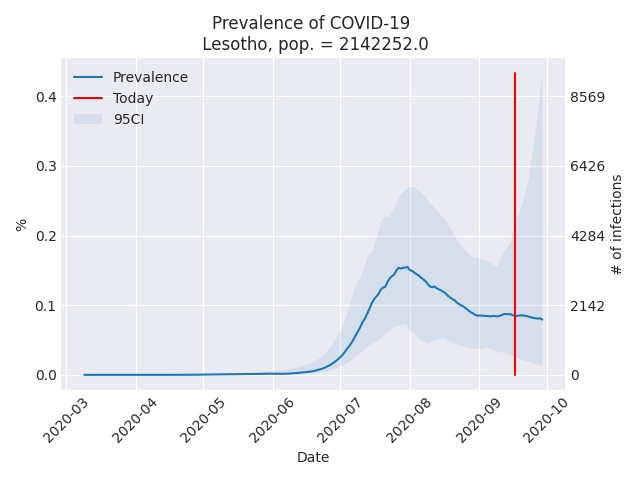 Prevalence of COVID-19
Lesotho, pop. = 2142252.0
Prevalence
Today
95CI
0.4
0.3
0.2
0.1
0.0
%
8569
6426
4284
2142
0
# of infections
2020-03
2020-04
2020-05
2020-06
2020-07
2020-08
2020-09
2020-10
Date